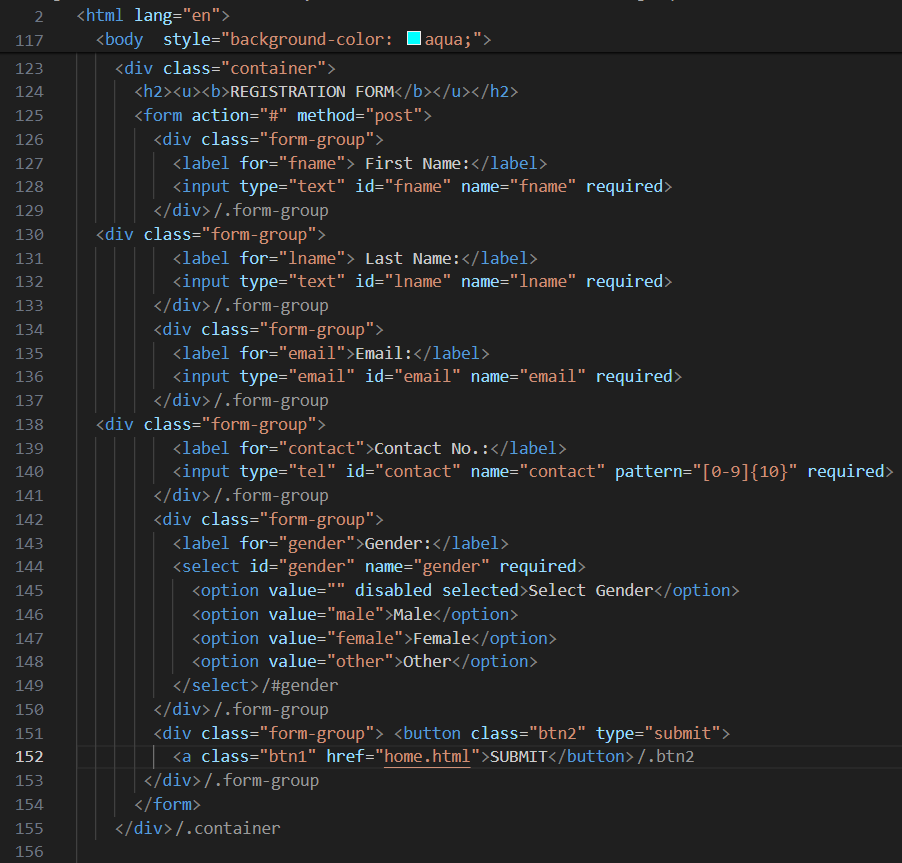 2 <html lang="en">
117 <body  style="background-color: aqua;">
123 <div class="container">
124 <h2><u><b>REGISTRATION FORM</b></u></h2>
125 <form action="#" method="post">
126 <div class="form-group">
127 <label for="fname"> First Name:</label>
128 <input type="text" id="fname" name="fname" required>
129 </div>/.form-group
130 <div class="form-group">
131 <label for="lname"> Last Name:</label>
132 <input type="text" id="lname" name="lname" required>
133 </div>/.form-group
134 <div class="form-group">
135 <label for="email">Email:</label>
136 <input type="email" id="email" name="email" required>
137 </div>/.form-group
138 <div class="form-group">
139 <label for="contact">Contact No.:</label>
140 <input type="tel" id="contact" name="contact" pattern="[0-9]{10}" required>
141 </div>/.form-group
142 <div class="form-group">
143 <label for="gender">Gender:</label>
144 <select id="gender" name="gender" required>
145 <option value="" disabled selected>Select Gender</option>
146 <option value="male">Male</option>
147 <option value="female">Female</option>
148 <option value="other">Other</option>
149 </select>/#gender
150 </div>/.form-group
151 <div class="form-group"> <button class="btn2" type="submit">
152 <a class="btn1" href="home.html">SUBMIT</button>/.btn2
153 </div>/.form-group
154 </form>
155 </div>/.container
156